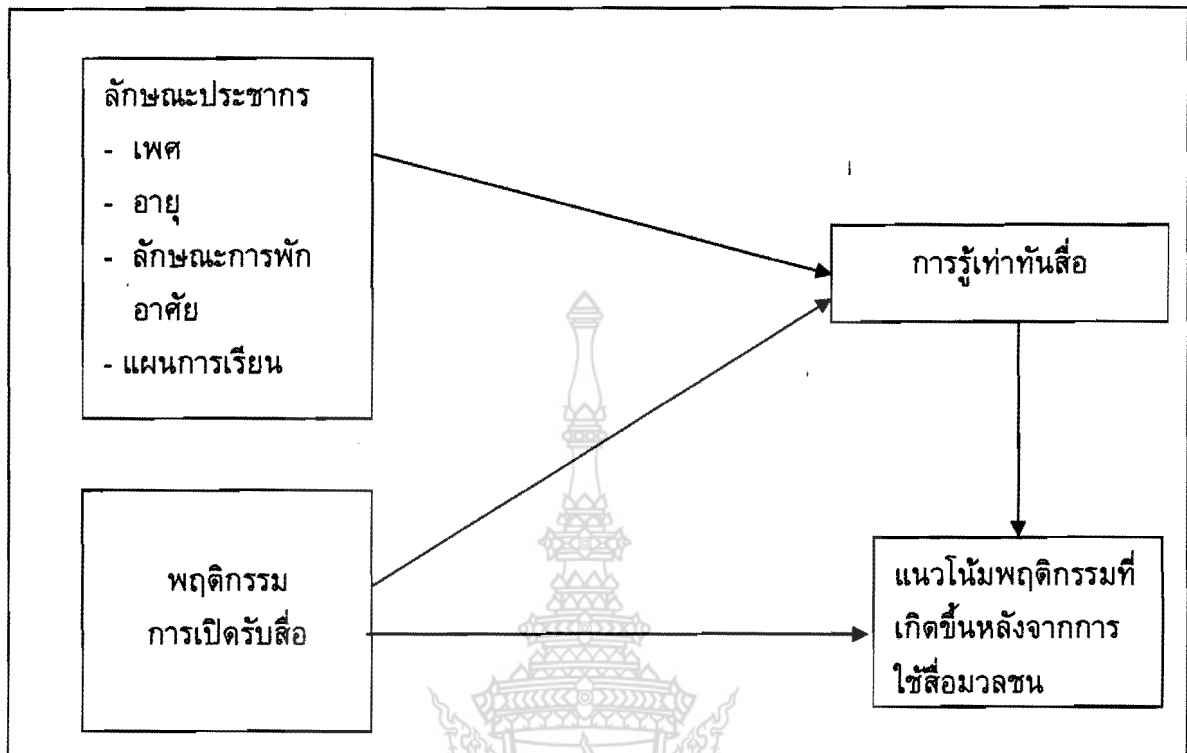 ลักษณะประชากร
- เพศ
- อายุ
- ลักษณะการพัก
อาศัย
- แผนการเรียน
การรู้เท่าทันสื่อ
พฤติกรรม
การเปิดรับสื่อ
แนวโน้มพฤติกรรมที่
เกิดขึ้นหลังจากการ
ใช้สื่อมวลชน